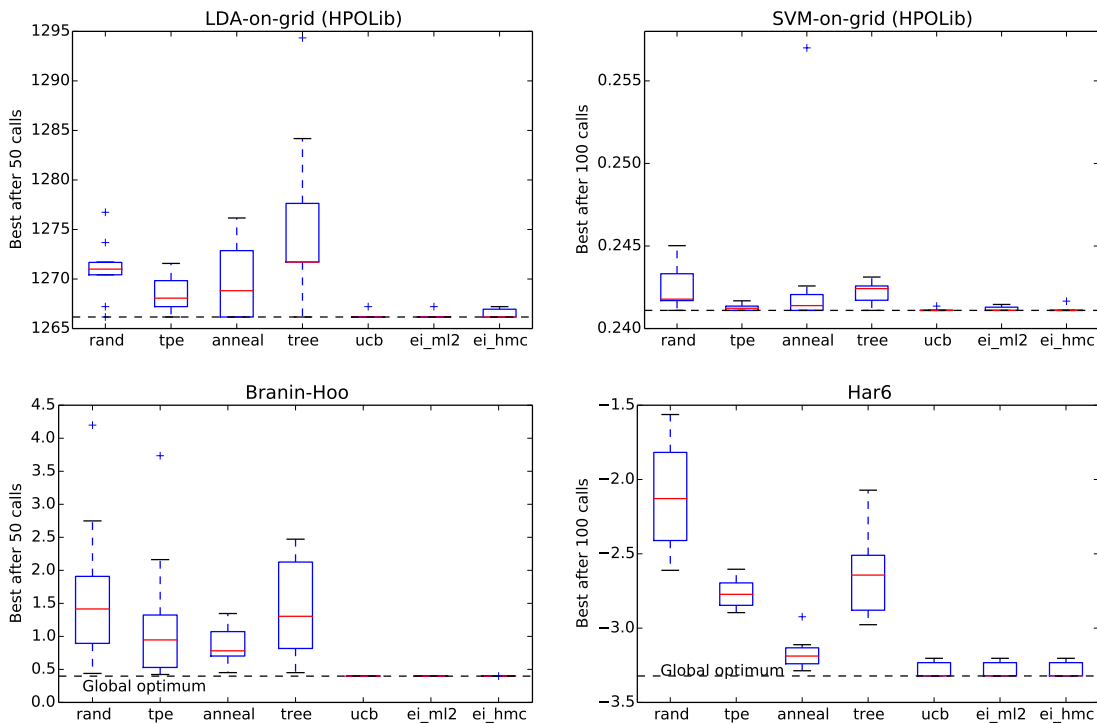 LDA-on-grid (HPOLib)
Best after 50 calls
1295
1290
1285
1280
1275
1270
1265
rand tpe anneal tree ucb ei_ml2 ei_hmc
SVM-on-grid (HPOLib)
Best after 100 calls
0.255
0.250
0.245
0.240
rand tpe anneal tree ucb ei_ml2 ei_hmc
Branin-Hoo
Best after 50 calls
4.5
4.0
3.5
3.0
2.5
2.0
1.5
1.0
0.5
0.0
Global optimum
rand tpe anneal tree ucb ei_ml2 ei_hmc
Har6
Best after 100 calls
−1.5
−2.0
−2.5
−3.0
−3.5
Global optimum
rand tpe anneal tree ucb ei_ml2 ei_hmc